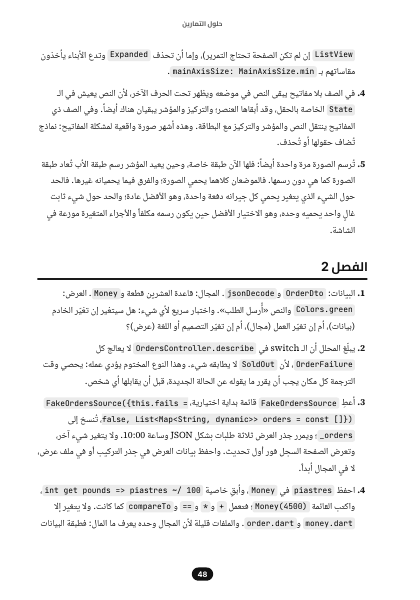 حلول التمارين
ListView إن لم تكن الصفحة تحتاج التمرير)، وإما أن تحذف Expanded وتدع الأبناء يأخذون
مقاساتهم بـ mainAxisSize: MainAxisSize.min.
4. في الصف بلا مفاتيح يبقى النص في موضعه ويظهر تحت الحرف الآخر، لأن النص يعيش في الـ
State الخاصة بالحقل، وقد أبقاها العنصر؛ والتركيز والمؤشر يبقيان هناك أيضاً. وفي الصف ذي
المفاتيح ينتقل النص والمؤشر والتركيز مع البطاقة. وهذه أشهر صورة واقعية لمشكلة المفاتيح: نماذج
تُضاف حقولها أو تُحذف.
5. تُرسم الصورة مرة واحدة أيضاً: فلها الآن طبقة خاصة، وحين يعيد المؤشر رسم طبقة الأب تُعاد طبقة
الصورة كما هي دون رسمها. فالموضعان كلاهما يحمي الصورة؛ والفرق فيما يحميانه غيرها. فالحد
حول الشيء الذي يتغير يحمي كل جيرانه دفعة واحدة، وهو الأفضل عادة؛ والحد حول شيء ثابت
غالٍ واحد يحميه وحده، وهو الاختيار الأفضل حين يكون رسمه مكلفاً والأجزاء المتغيرة موزعة في
الشاشة.
الفصل 2
1. البيانات: OrderDto و jsonDecode. المجال: قاعدة العشرين قطعة و Money. العرض:
Colors.green والنص «أُرسل الطلب». واختبار سريع لأي شيء: هل سيتغير إن تغيّر الخادم
(بيانات)، أم إن تغيّر العمل (مجال)، أم إن تغيّر التصميم أو اللغة (عرض)؟
2. يبلّغ المحلل أن الـ switch في OrdersController.describe لا يعالج كل
OrderFailure، لأن SoldOut لا يطابقه شيء. وهذا النوع المختوم يؤدي عمله: يحصي وقت
الترجمة كل مكان يجب أن يقرر ما يقوله عن الحالة الجديدة، قبل أن يقابلها أي شخص.
3. أعطِ FakeOrdersSource قائمة بداية اختيارية، FakeOrdersSource({this.fails =
false, List<Map<String, dynamic>> orders = const []})، تُنسخ إلى
_orders؛ ويمرر جذر العرض ثلاثة طلبات بشكل JSON وساعة 10:00. ولا يتغير شيء آخر،
وتعرض الصفحة السجل فور أول تحديث. واحفظ بيانات العرض في جذر التركيب أو في ملف عرض،
لا في المجال أبداً.
4. احفظ piastres في Money، وأبقِ خاصية int get pounds => piastres ~/ 100،
واكتب القائمة Money(4500)؛ فتعمل + و * و == و compareTo كما كانت. ولا يتغير إلا
money.dart و order.dart. والملفات قليلة لأن المجال وحده يعرف ما المال: فطبقة البيانات
48